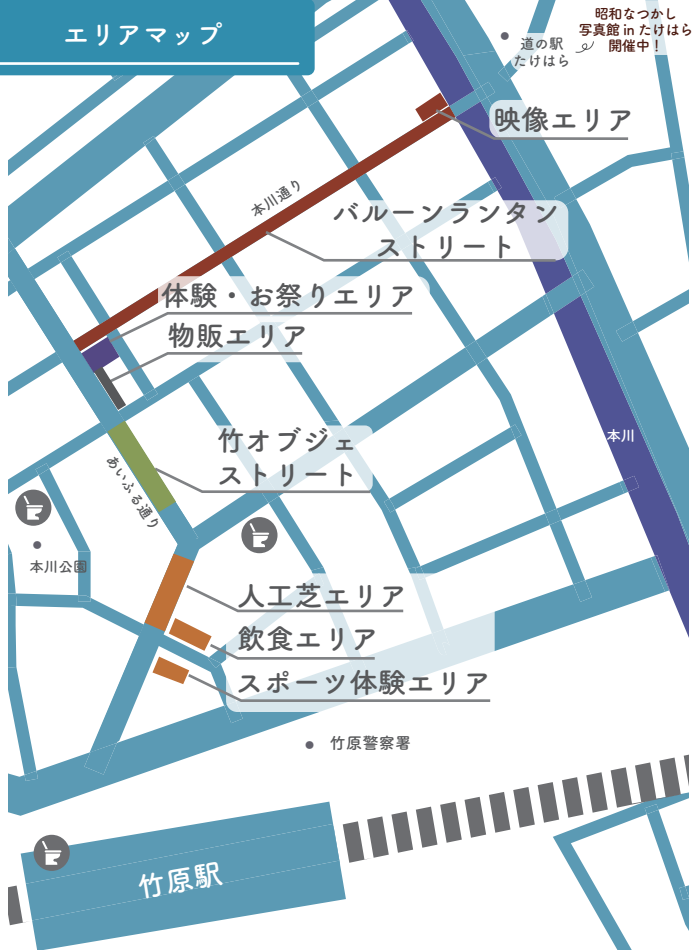 エリアマップ
昭和なつかし
写真館 in たけはら
開催中！
道の駅
たけはら
映像エリア
本川通り
バルーンランタン
ストリート
体験・お祭りエリア
物販エリア
本川
竹オブジェ
ストリート
あいふる通り
本川公園
人工芝エリア
飲食エリア
スポーツ体験エリア
竹原警察署
竹原駅